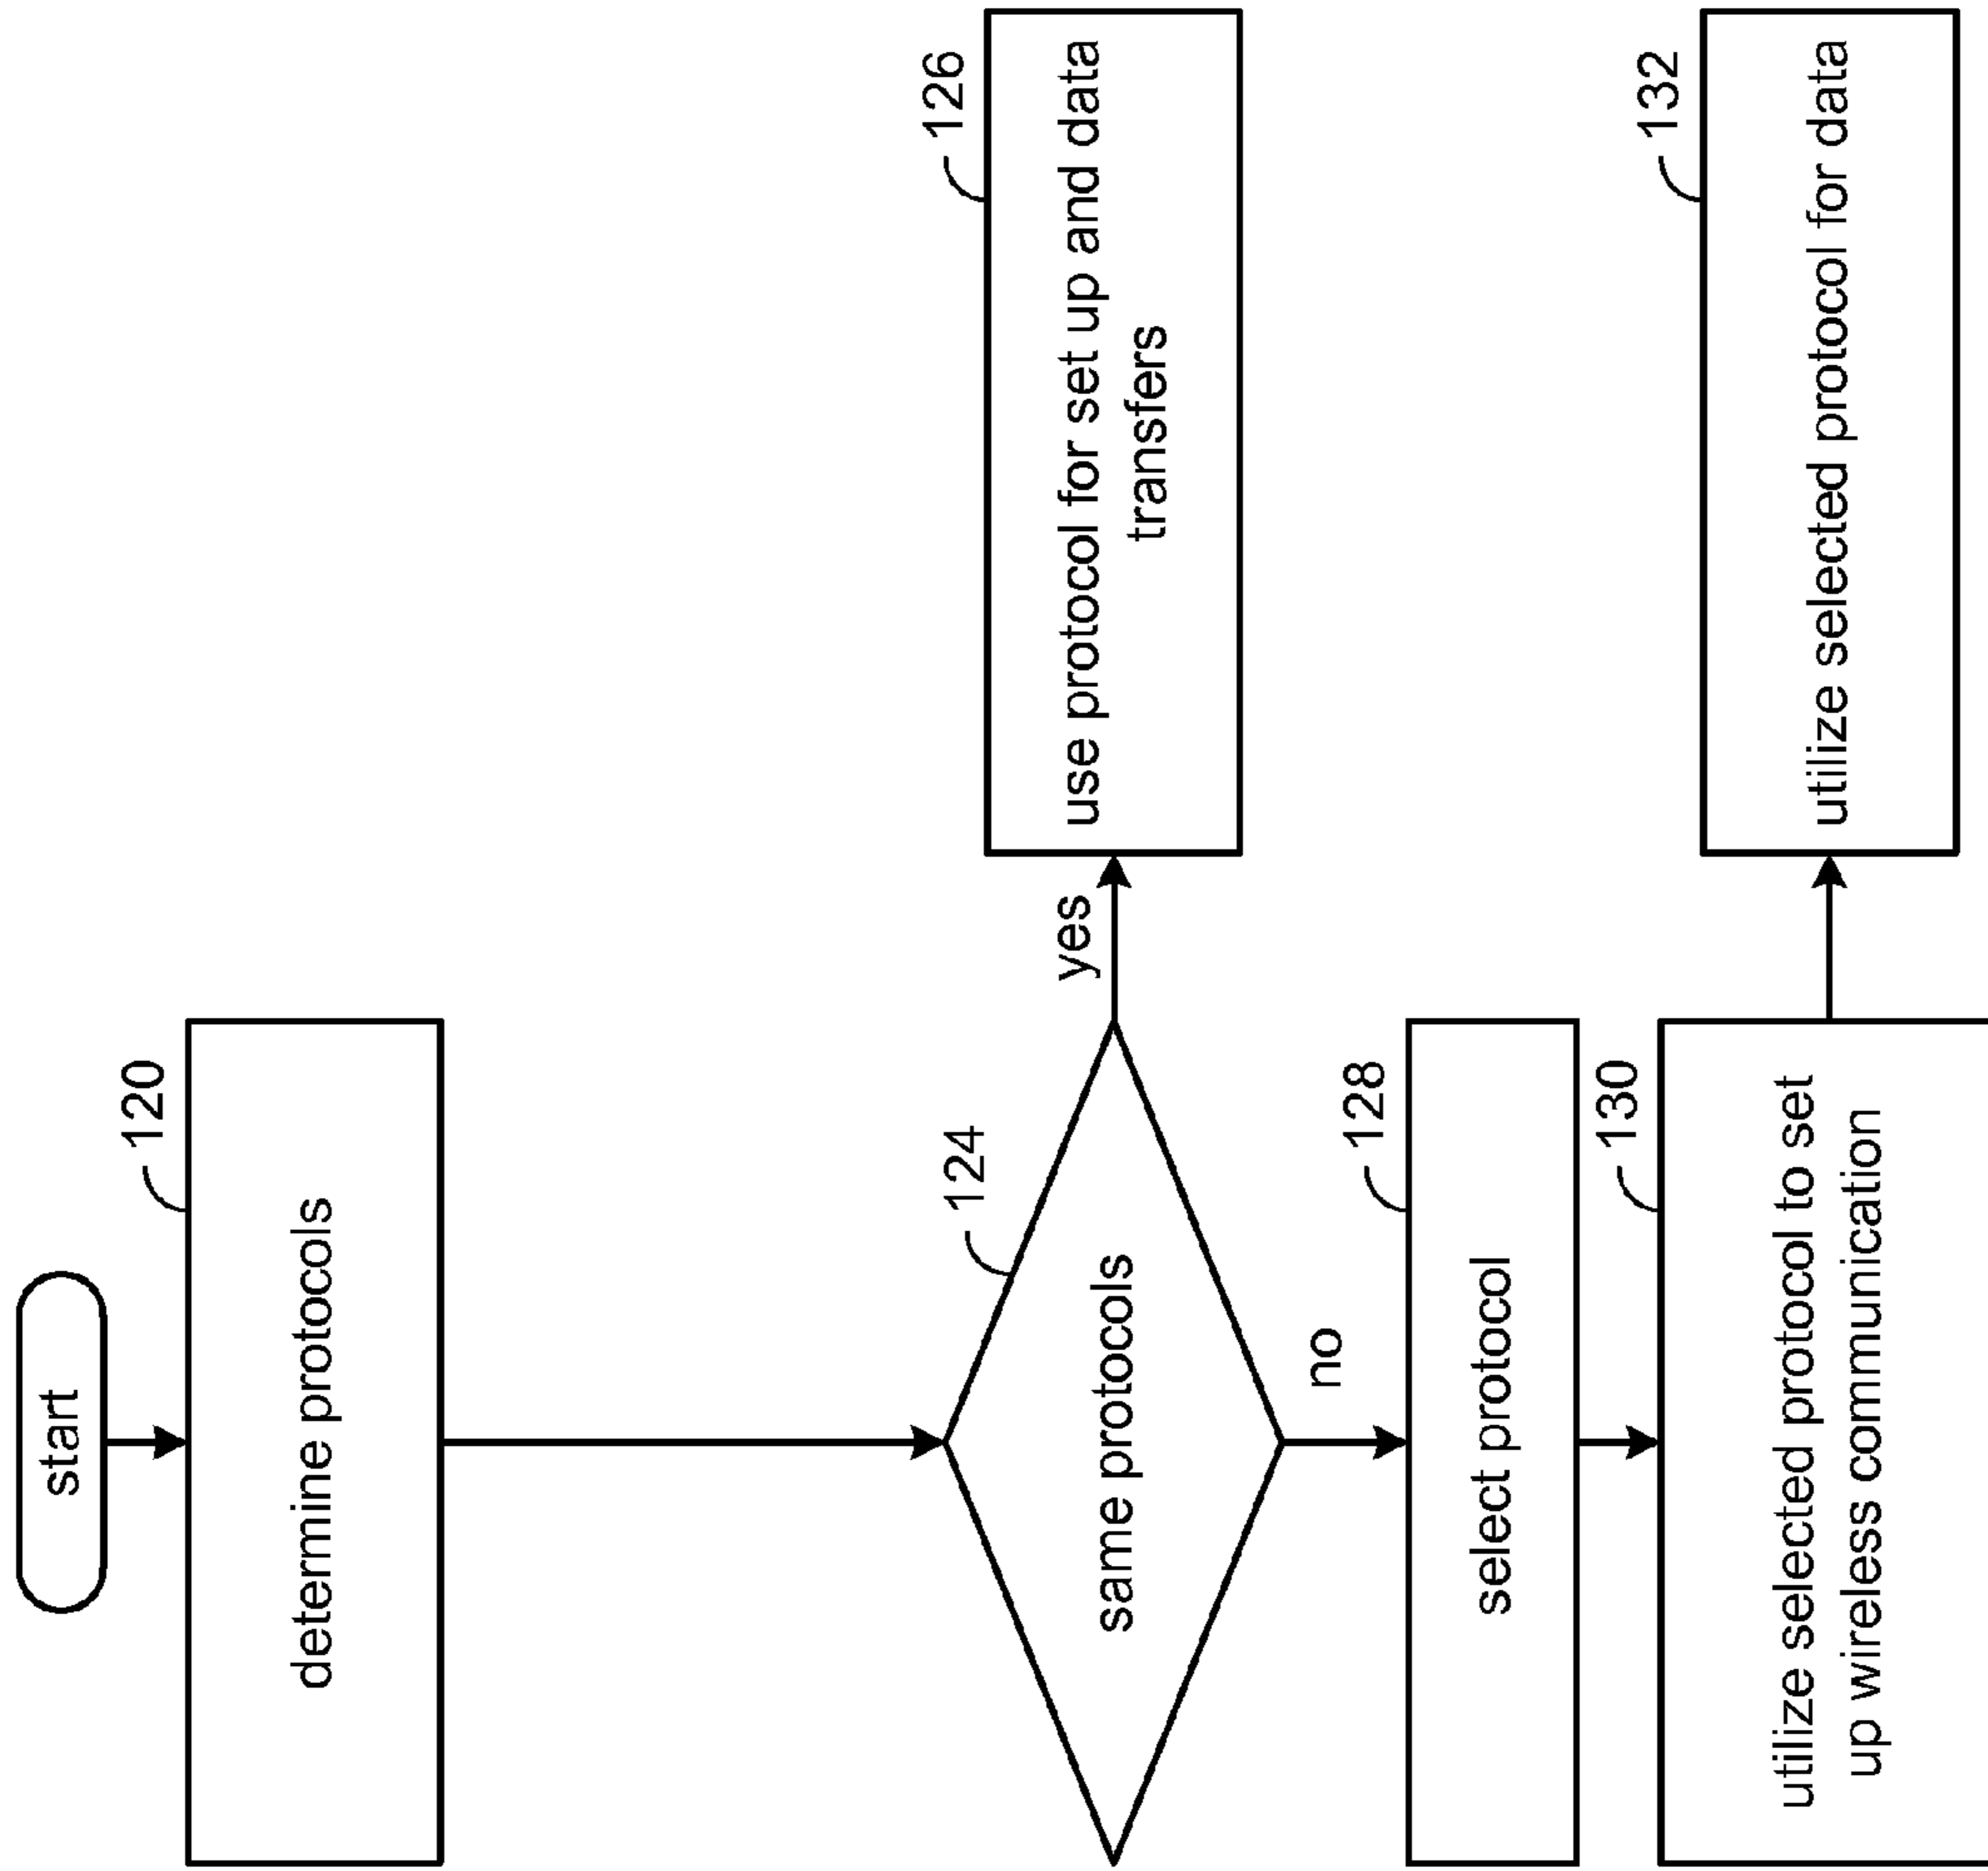 start
120
determine protocols
124
same protocols
yes
126
use protocol for set up and data
transfers
no
128
select protocol
130
utilize selected protocol to set
up wireless communication
132
utilize selected protocol for data